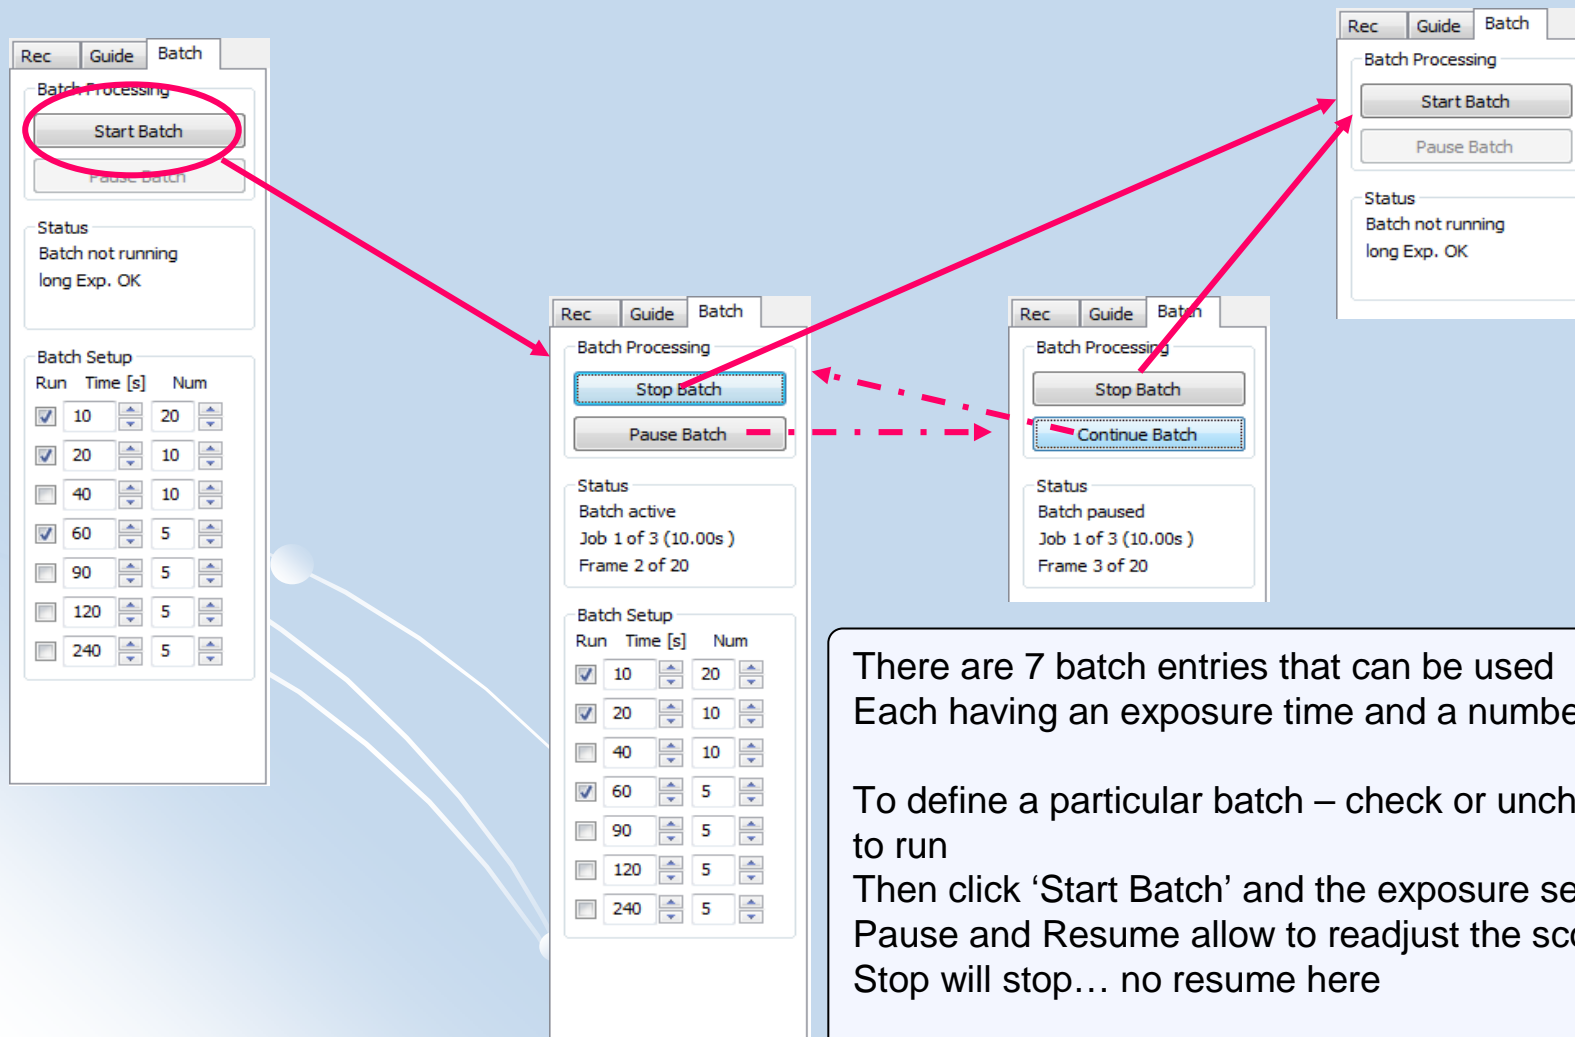 Rec Guide Batch
Batch Processing
Start Batch
Pause Batch
Status
Batch not running
long Exp. OK
Batch Setup
Run Time [s] Num
10 20
20 10
40 10
60 5
90 5
120 5
240 5
Rec Guide Batch
Batch Processing
Stop Batch
Pause Batch
Status
Batch active
Job 1 of 3 (10.00s )
Frame 2 of 20
Batch Setup
Run Time [s] Num
10 20
20 10
40 10
60 5
90 5
120 5
240 5
Rec Guide Batch
Batch Processing
Stop Batch
Continue Batch
Status
Batch paused
Job 1 of 3 (10.00s )
Frame 3 of 20
Rec Guide Batch
Batch Processing
Start Batch
Pause Batch
Status
Batch not running
long Exp. OK
There are 7 batch entries that can be used
Each having an exposure time and a numbe
To define a particular batch – check or unch
to run
Then click ‘Start Batch’ and the exposure se
Pause and Resume allow to readjust the sco
Stop will stop… no resume here